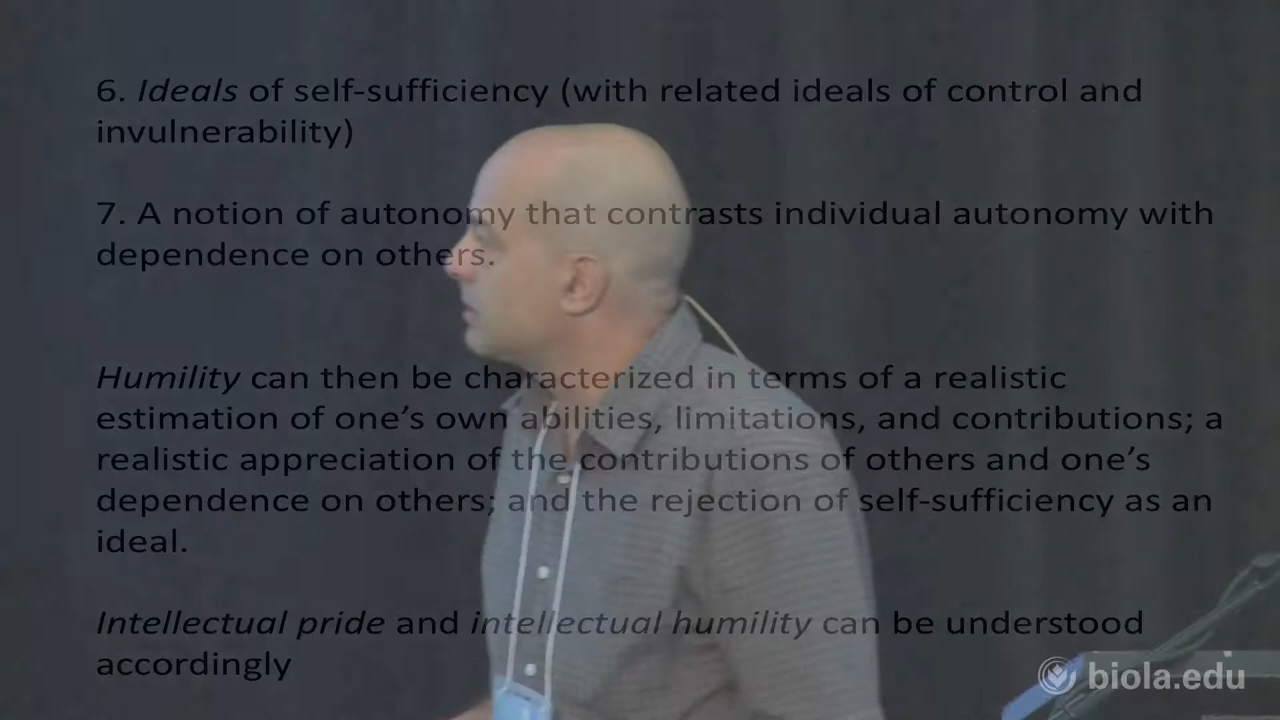 6. Ideals of self-sufficiency (with related ideals of control and
invulnerability)
7. A notion of autonomy that contrasts individual autonomy with
dependence on others.
Humility can then be characterized in terms of a realistic
estimation of one’s own abilities, limitations, and contributions; a
realistic appreciation of the contributions of others and one’s
dependence on others; and the rejection of self-sufficiency as an
ideal.
Intellectual pride and intellectual humility can be understood
accordingly
biola.edu